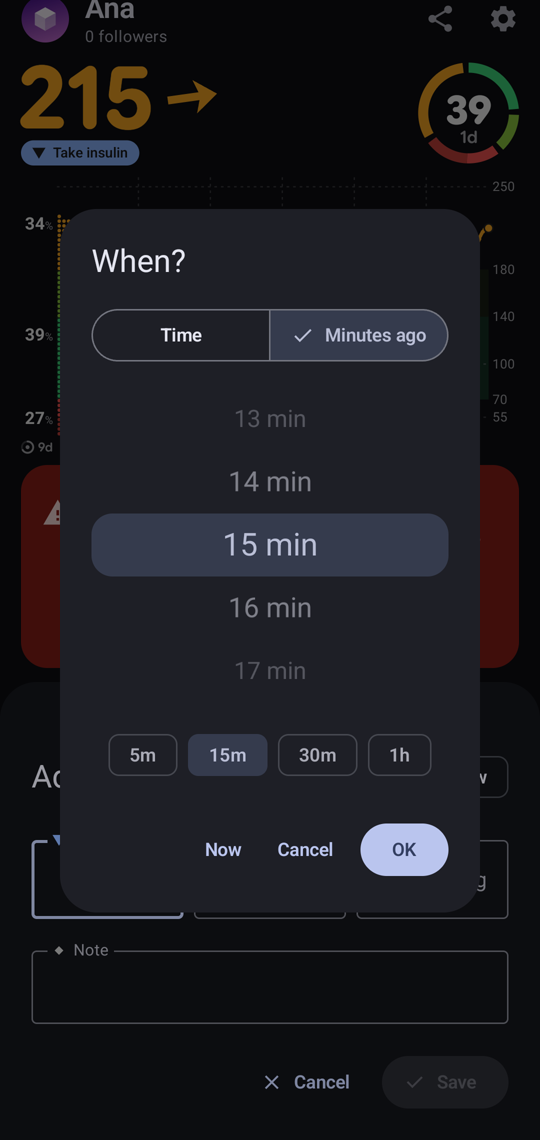 Ana
0 followers
215
39
1d
Take insulin
250
34%
180
140
39%
100
70
55
27%
9d
When?
Time
Minutes ago
13 min
14 min
15 min
16 min
17 min
5m
15m
30m
1h
Now
Cancel
OK
Note
Cancel
Save